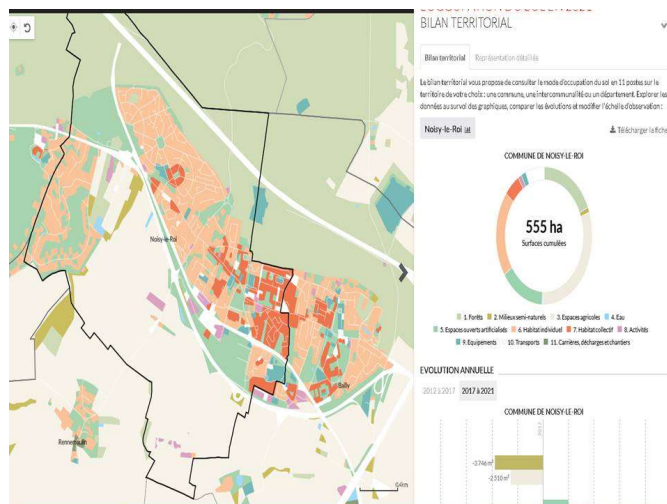 BILAN TERRITORIAL
Bilan territorial Représentation détaillée
Le bilan territorial vous propose de consulter le mode d'occupation du sol en 11 postes sur le
territoire de votre choix : une commune, une intercommunalité ou un département. Explorer les
données au survol des graphiques, comparer les évolutions et modifier l'échelle d'observation :
Noisy-le-Roi Télécharger la fiche
COMMUNE DE NOISY-LE-ROI
555 ha
Surfaces cumulées
1. Forêts 2. Milieux semi-naturels 3. Espaces agricoles 4. Eau
5. Espaces ouverts artificialisés 6. Habitat individuel 7. Habitat collectif 8. Activités
9. Equipements 10. Transports 11. Carrières, décharges et chantiers
EVOLUTION ANNUELLE
2012 à 2017 2017 à 2021
COMMUNE DE NOISY-LE-ROI
-3 746 m²
-2 510 m²
Noisy-le-Roi
Bailly
Rennemoulin